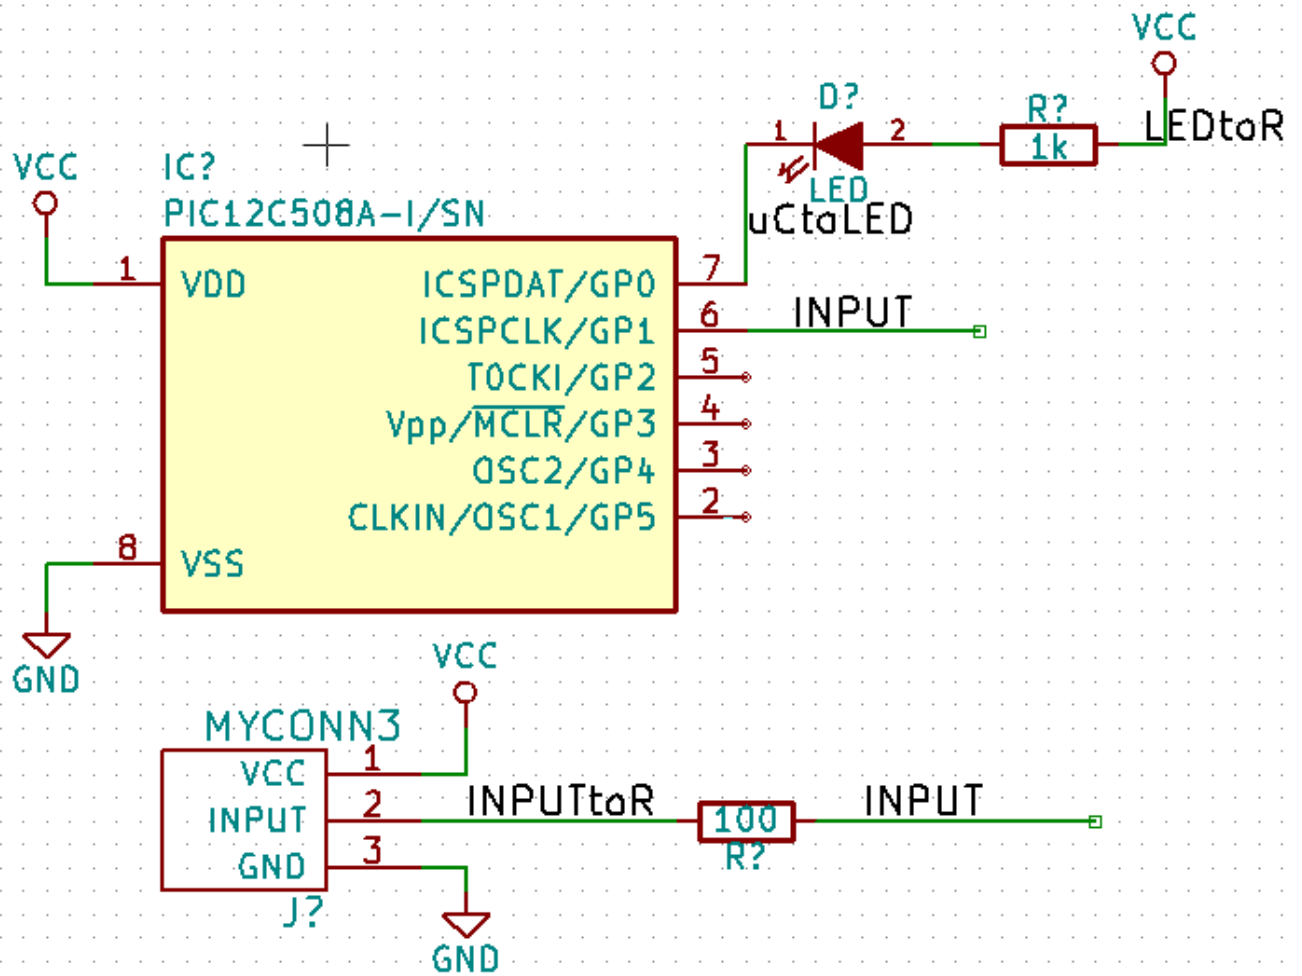 VCC
D?
R?
LEDtoR
1
2
1k
VCC
IC?
LED
PIC12C508A-I/SN
uCtoLED
1
VDD
ICSPDAT/GP0
7
ICSPCLK/GP1
6
INPUT
T0CKI/GP2
5
Vpp/MCLR/GP3
4
OSC2/GP4
3
CLKIN/OSC1/GP5
2
8
VSS
GND
VCC
MYCONN3
VCC
1
INPUT
2
INPUTtoR
100
INPUT
R?
GND
3
J?
GND